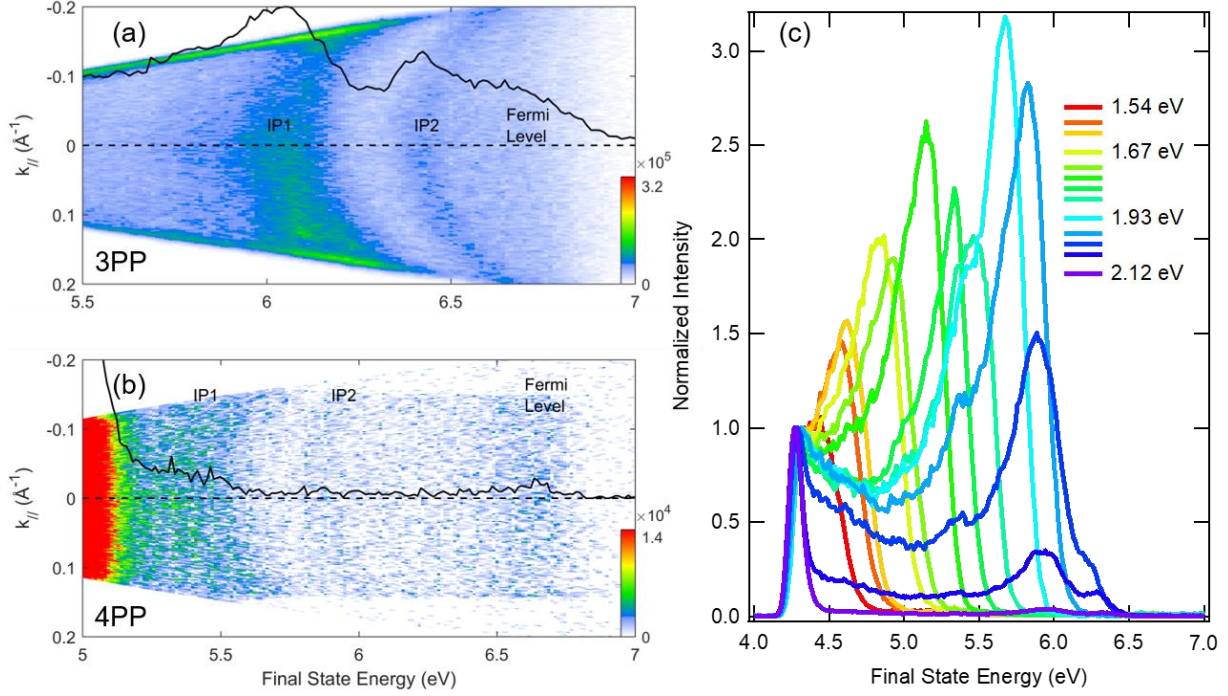 (a)
-0.2
-0.1
0
0.1
0.2
k// (Å-1)
IP1
IP2
Fermi
Level
×10^5
3.2
0
3PP
5.5
6
6.5
7
(b)
-0.2
-0.1
0
0.1
0.2
k// (Å-1)
IP1
IP2
Fermi
Level
×10^4
1.4
0
4PP
5
5.5
6
6.5
7
Final State Energy (eV)
(c)
3.0
2.5
2.0
1.5
1.0
0.5
0.0
Normalized Intensity
1.54 eV
1.67 eV
1.93 eV
2.12 eV
4.0
4.5
5.0
5.5
6.0
6.5
7.0
Final State Energy (eV)